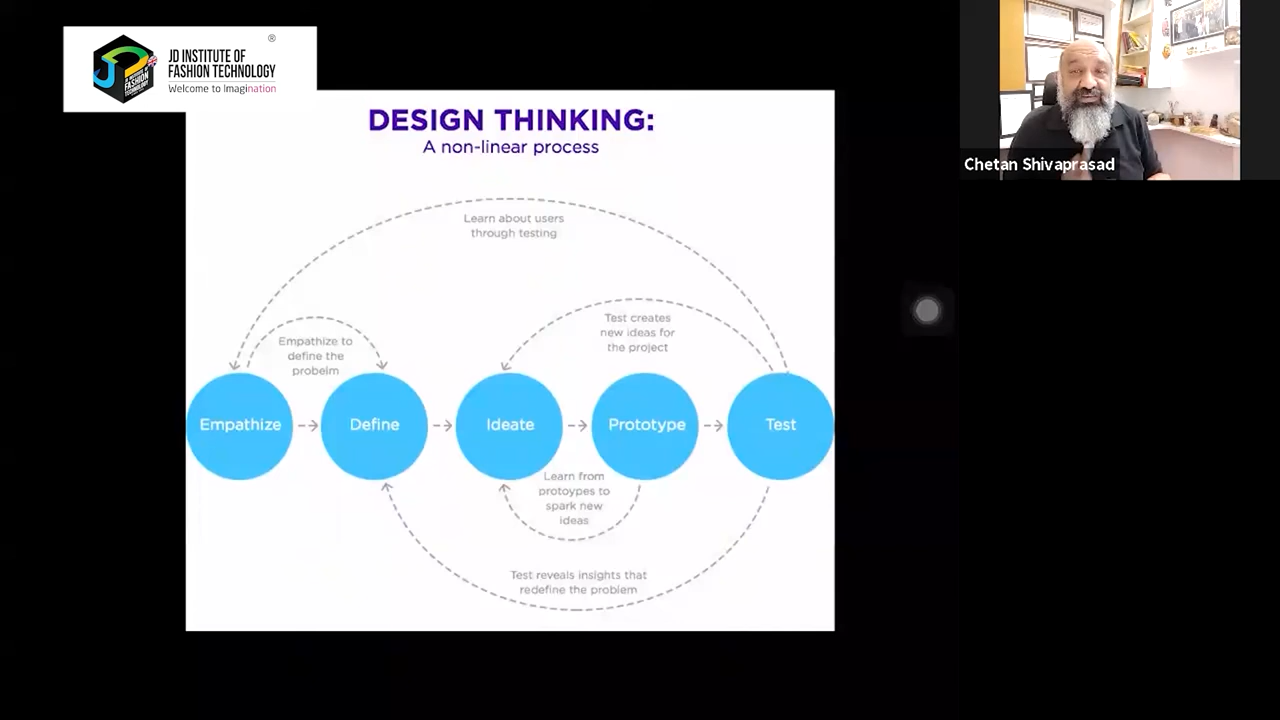 ®
JD INSTITUTE OF
FASHION TECHNOLOGY
Welcome to Imagination
Chetan Shivaprasad
DESIGN THINKING:
A non-linear process
Learn about users
through testing
Empathize to
define the
probelm
Test creates
new ideas for
the project
Empathize
Define
Ideate
Prototype
Test
Learn from
protoypes to
spark new
ideas
Test reveals insights that
redefine the problem